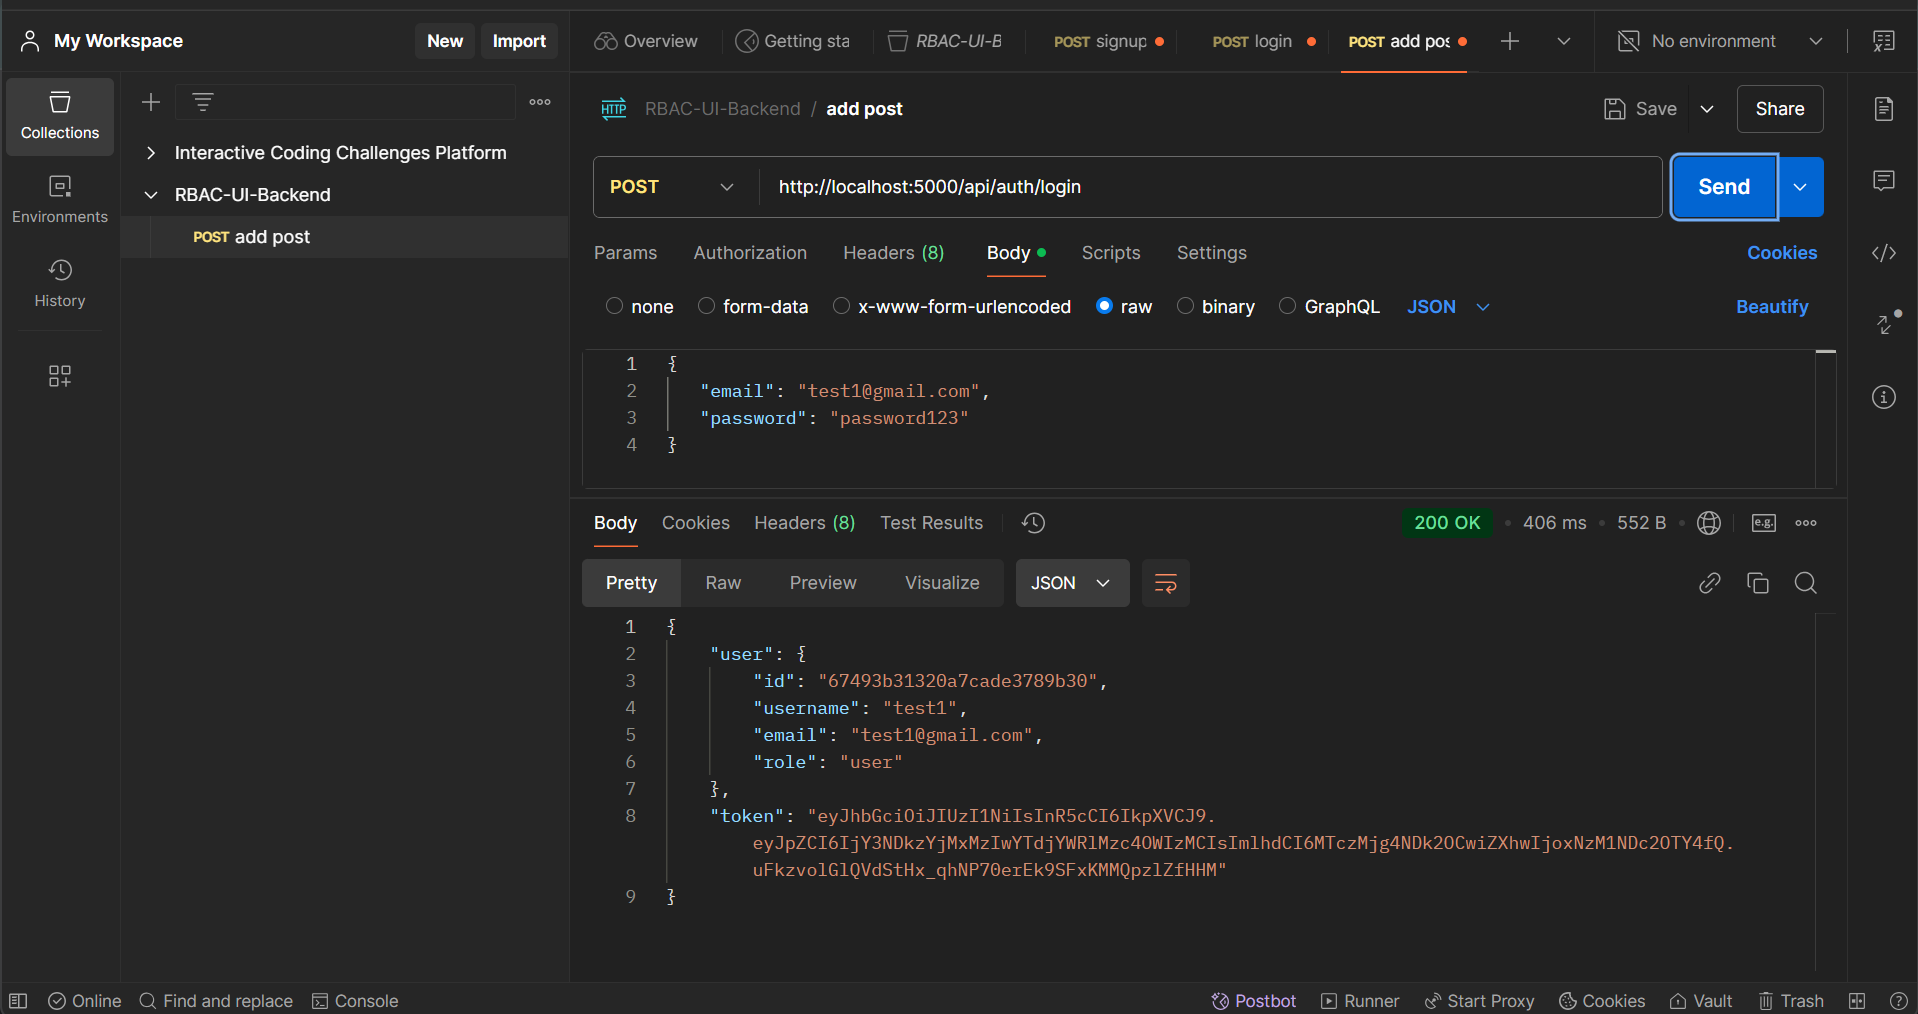 My Workspace
New
Import
Overview
Getting sta
RBAC-UI-B
POST signup
POST login
POST add pos
No environment
Collections
Environments
History
Interactive Coding Challenges Platform
RBAC-UI-Backend
POST add post
HTTP
RBAC-UI-Backend / add post
Save
Share
POST
http://localhost:5000/api/auth/login
Send
Params
Authorization
Headers (8)
Body
Scripts
Settings
Cookies
none
form-data
x-www-form-urlencoded
raw
binary
GraphQL
JSON
Beautify
1 {
2 "email": "test1@gmail.com",
3 "password": "password123"
4 }
Body
Cookies
Headers (8)
Test Results
200 OK
406 ms
552 B
e.g.
Pretty
Raw
Preview
Visualize
JSON
1 {
2 "user": {
3 "id": "67493b31320a7cade3789b30",
4 "username": "test1",
5 "email": "test1@gmail.com",
6 "role": "user"
7 },
8 "token": "eyJhbGciOiJIUzI1NiIsInR5cCI6IkpXVCJ9.
eyJpZCI6IjY3NDkzYjMxMzIwYTdjYWRlMzc4OWIzMCIsImlhdCI6MTczMjg4NDk2OCwiZXhwIjoxNzM1NDc2OTY4fQ.
uFkzvolGlQVdStHx_qhNP70erEk9SFxKMMQpzlZfHHM"
9 }
Online
Find and replace
Console
Postbot
Runner
Start Proxy
Cookies
Vault
Trash